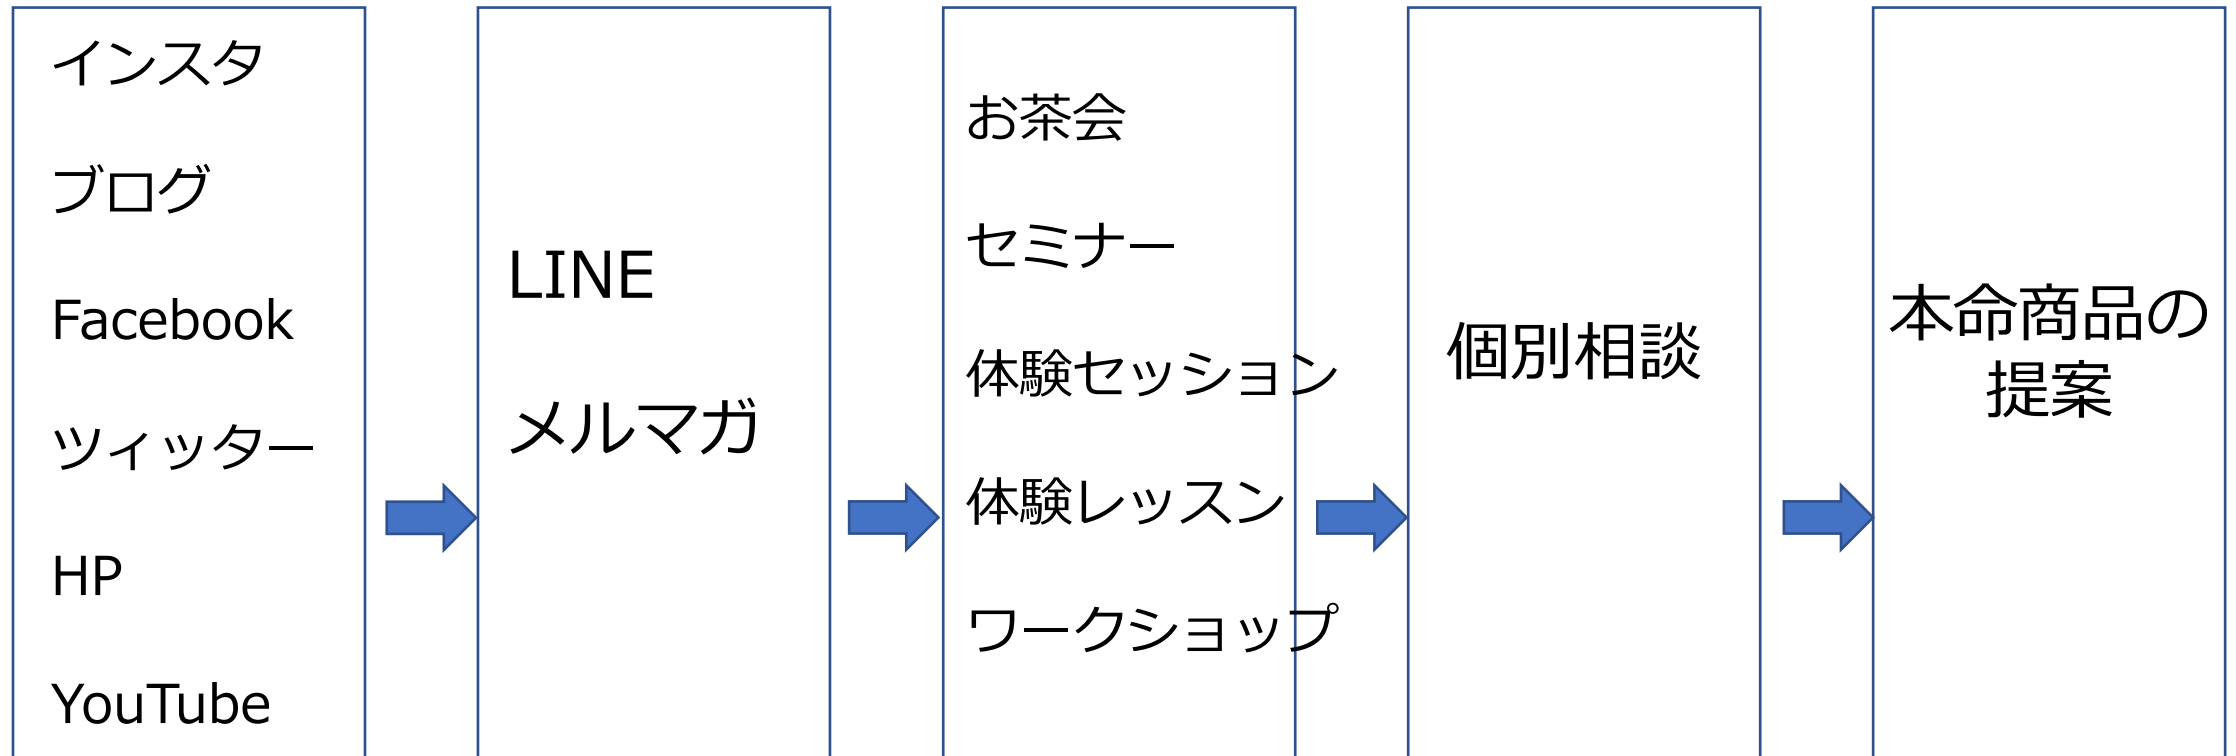 インスタ
ブログ
Facebook
ツィッター
HP
YouTube
LINE
メルマガ
お茶会
セミナー
体験セッション
体験レッスン
ワークショップ
個別相談
本命商品の
提案